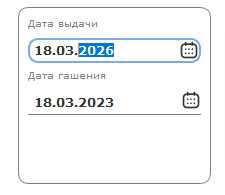 Дата выдачи
18.03.2026
Дата гашения
18.03.2023